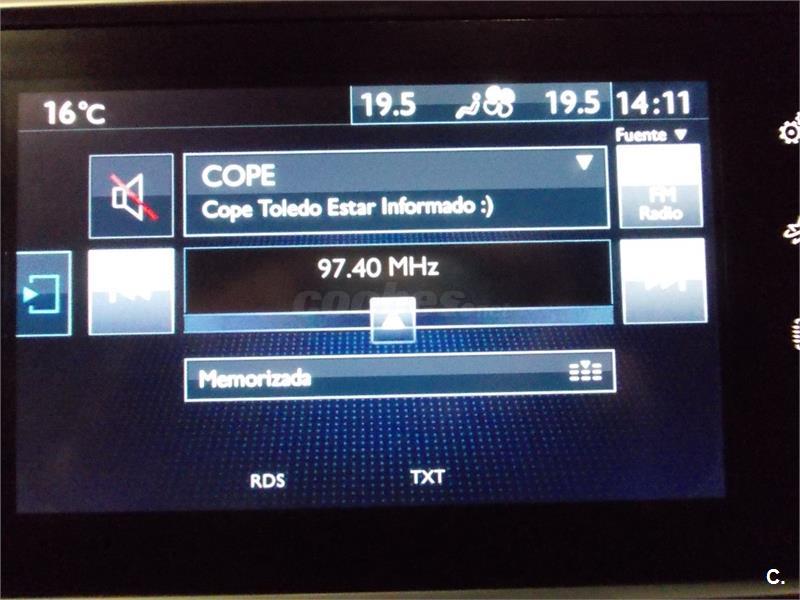 16°C
19.5
19.5
14:11
Fuente
COPE
Cope Toledo Estar Informado :)
FM
Radio
97.40 MHz
Memorizada
RDS
TXT
C.